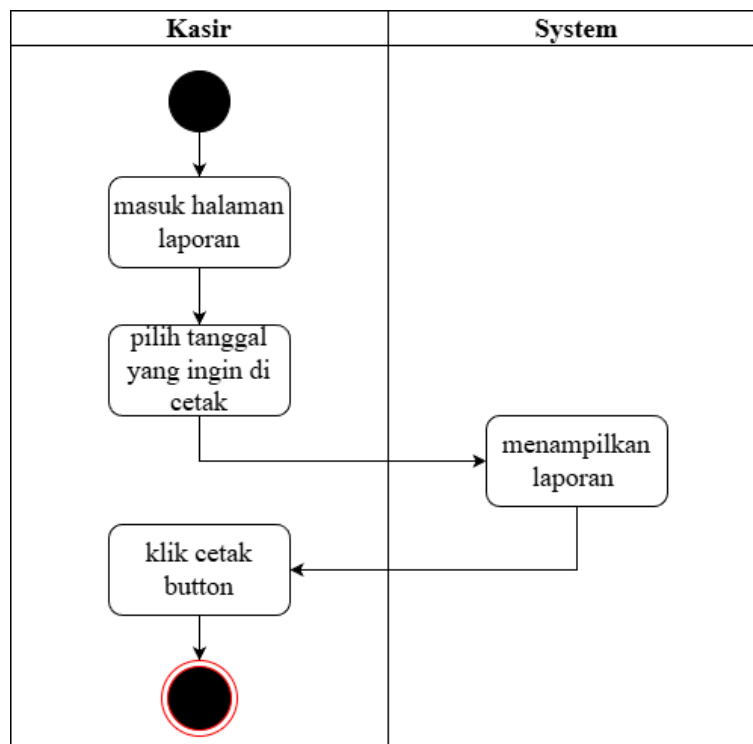 Kasir
System
masuk halaman
laporan
pilih tanggal
yang ingin di
cetak
menampilkan
laporan
klik cetak
button